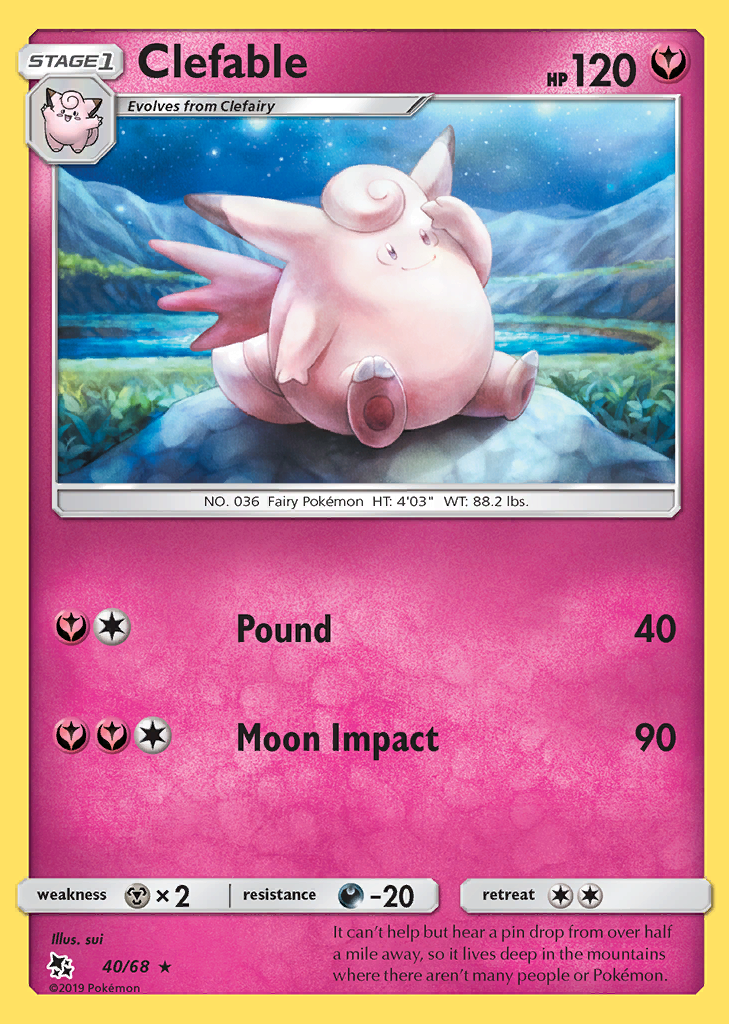 STAGE1 Clefable HP 120
Evolves from Clefairy
NO. 036 Fairy Pokémon HT: 4'03" WT: 88.2 lbs.
Pound 40
Moon Impact 90
weakness ×2 resistance -20 retreat
Illus. sui
40/68 ★
©2019 Pokémon
It can't help but hear a pin drop from over half
a mile away, so it lives deep in the mountains
where there aren't many people or Pokémon.